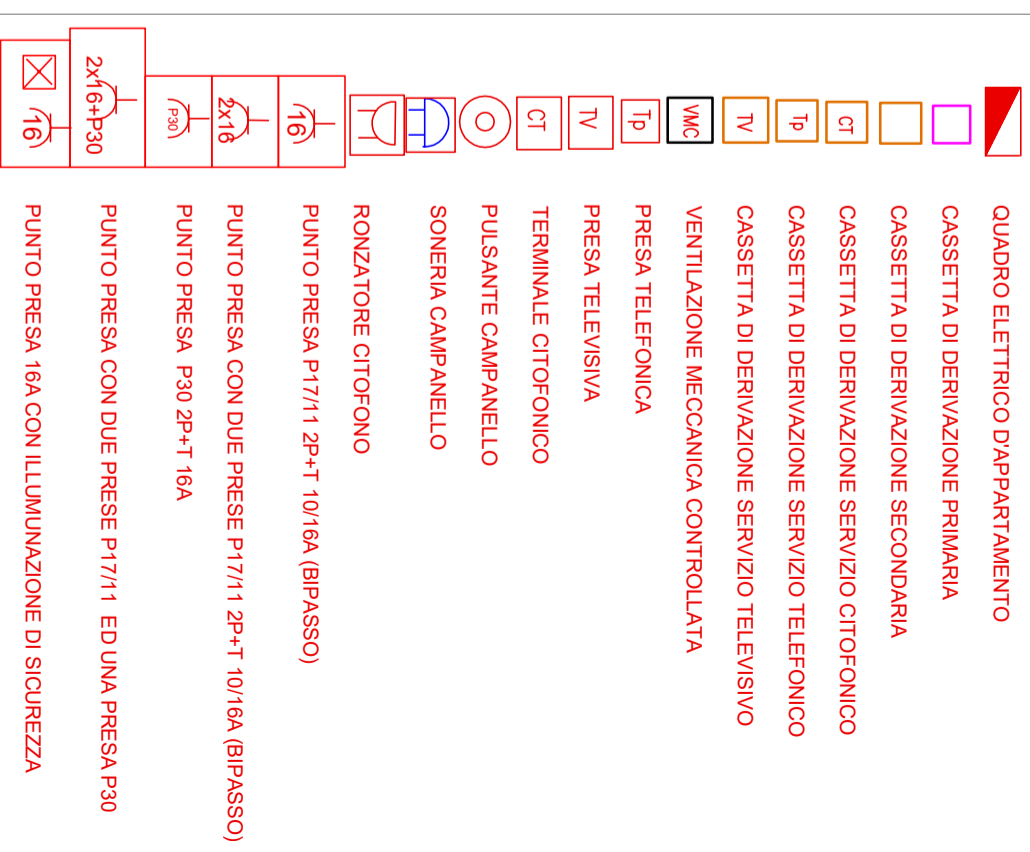 QUADRO ELETTRICO D'APPARTAMENTO
CASSETTA DI DERIVAZIONE PRIMARIA
CASSETTA DI DERIVAZIONE SECONDARIA
CT CASSETTA DI DERIVAZIONE SERVIZIO CITOFONICO
Tp CASSETTA DI DERIVAZIONE SERVIZIO TELEFONICO
TV CASSETTA DI DERIVAZIONE SERVIZIO TELEVISIVO
VMC VENTILAZIONE MECCANICA CONTROLLATA
Tp PRESA TELEFONICA
TV PRESA TELEVISIVA
CT TERMINALE CITOFONICO
PULSANTE CAMPANELLO
SONERIA CAMPANELLO
RONZATORE CITOFONO
16 PUNTO PRESA P17/11 2P+T 10/16A (BIPASSO)
2x16 PUNTO PRESA CON DUE PRESE P17/11 2P+T 10/16A (BIPASSO)
P30 PUNTO PRESA P30 2P+T 16A
2x16+P30 PUNTO PRESA CON DUE PRESE P17/11 ED UNA PRESA P30
16 PUNTO PRESA 16A CON ILLUMUNAZIONE DI SICUREZZA